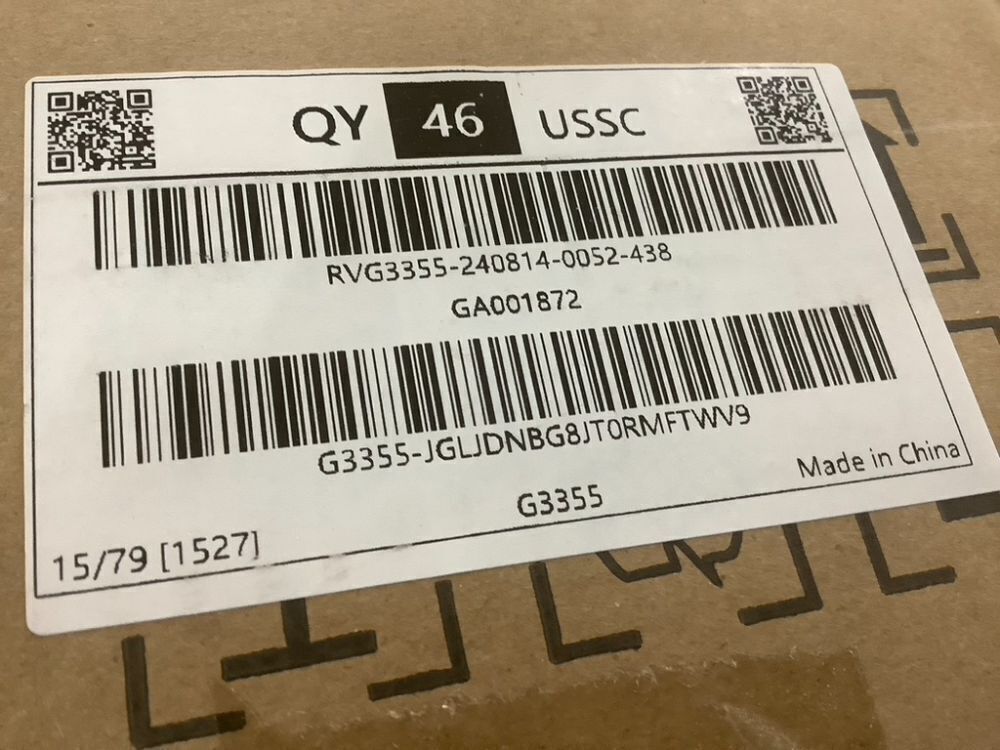 QY 46 USSC
RVG3355-240814-0052-438
GA001872
G3355-JGLJDNBG8JT0RMFTWV9
G3355
Made in China
15/79 [1527]